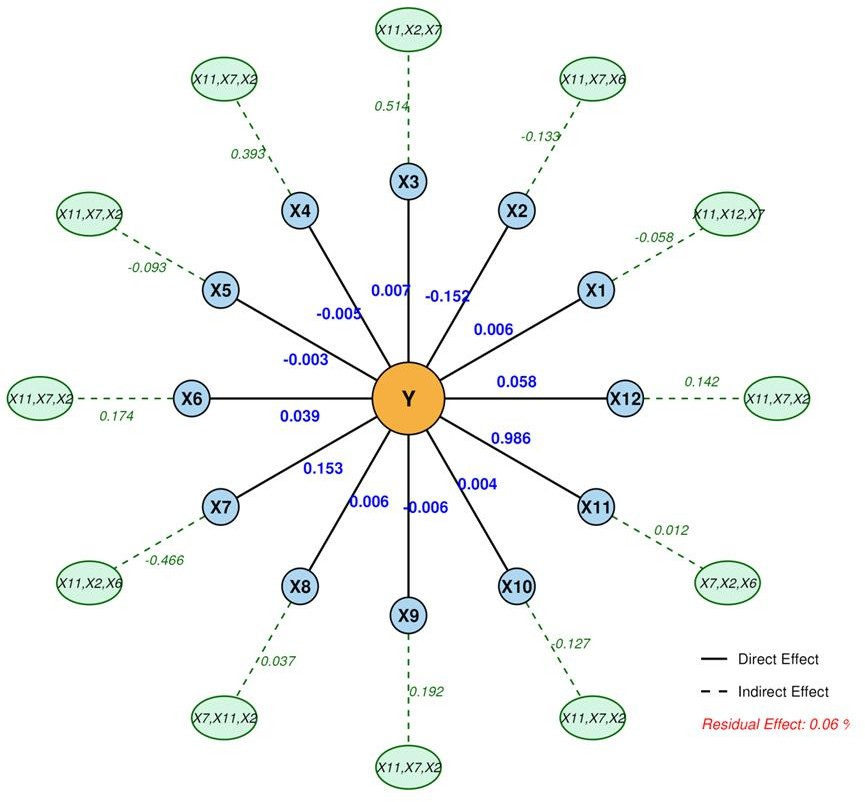 X11,X2,X7
X11,X7,X2
X11,X7,X6
0.514
-0.133
0.393
X3
X4
X2
X11,X7,X2
X11,X12,X7
-0.058
-0.093
X5
X1
0.007
-0.152
-0.005
0.006
-0.003
0.058
0.142
X11,X7,X2
X6
Y
X12
X11,X7,X2
0.174
0.039
0.986
0.153
0.004
0.006
-0.006
X7
X11
0.012
-0.466
X11,X2,X6
X8
X10
X7,X2,X6
X9
-0.127
0.037
Direct Effect
0.192
Indirect Effect
X7,X11,X2
X11,X7,X2
Residual Effect: 0.06 %
X11,X7,X2